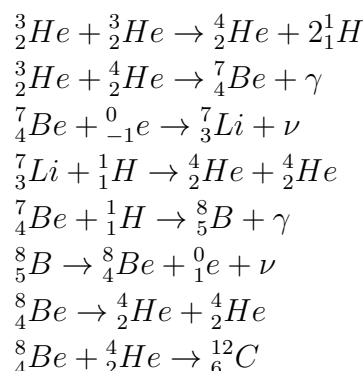 ³₂He + ³₂He → ⁴₂He + 2¹₁H
³₂He + ⁴₂He → ⁷₄Be + γ
⁷₄Be + ⁰₋₁e → ⁷₃Li + ν
⁷₃Li + ¹₁H → ⁴₂He + ⁴₂He
⁷₄Be + ¹₁H → ⁸₅B + γ
⁸₅B → ⁸₄Be + ⁰₁e + ν
⁸₄Be → ⁴₂He + ⁴₂He
⁸₄Be + ⁴₂He → ¹²₆C